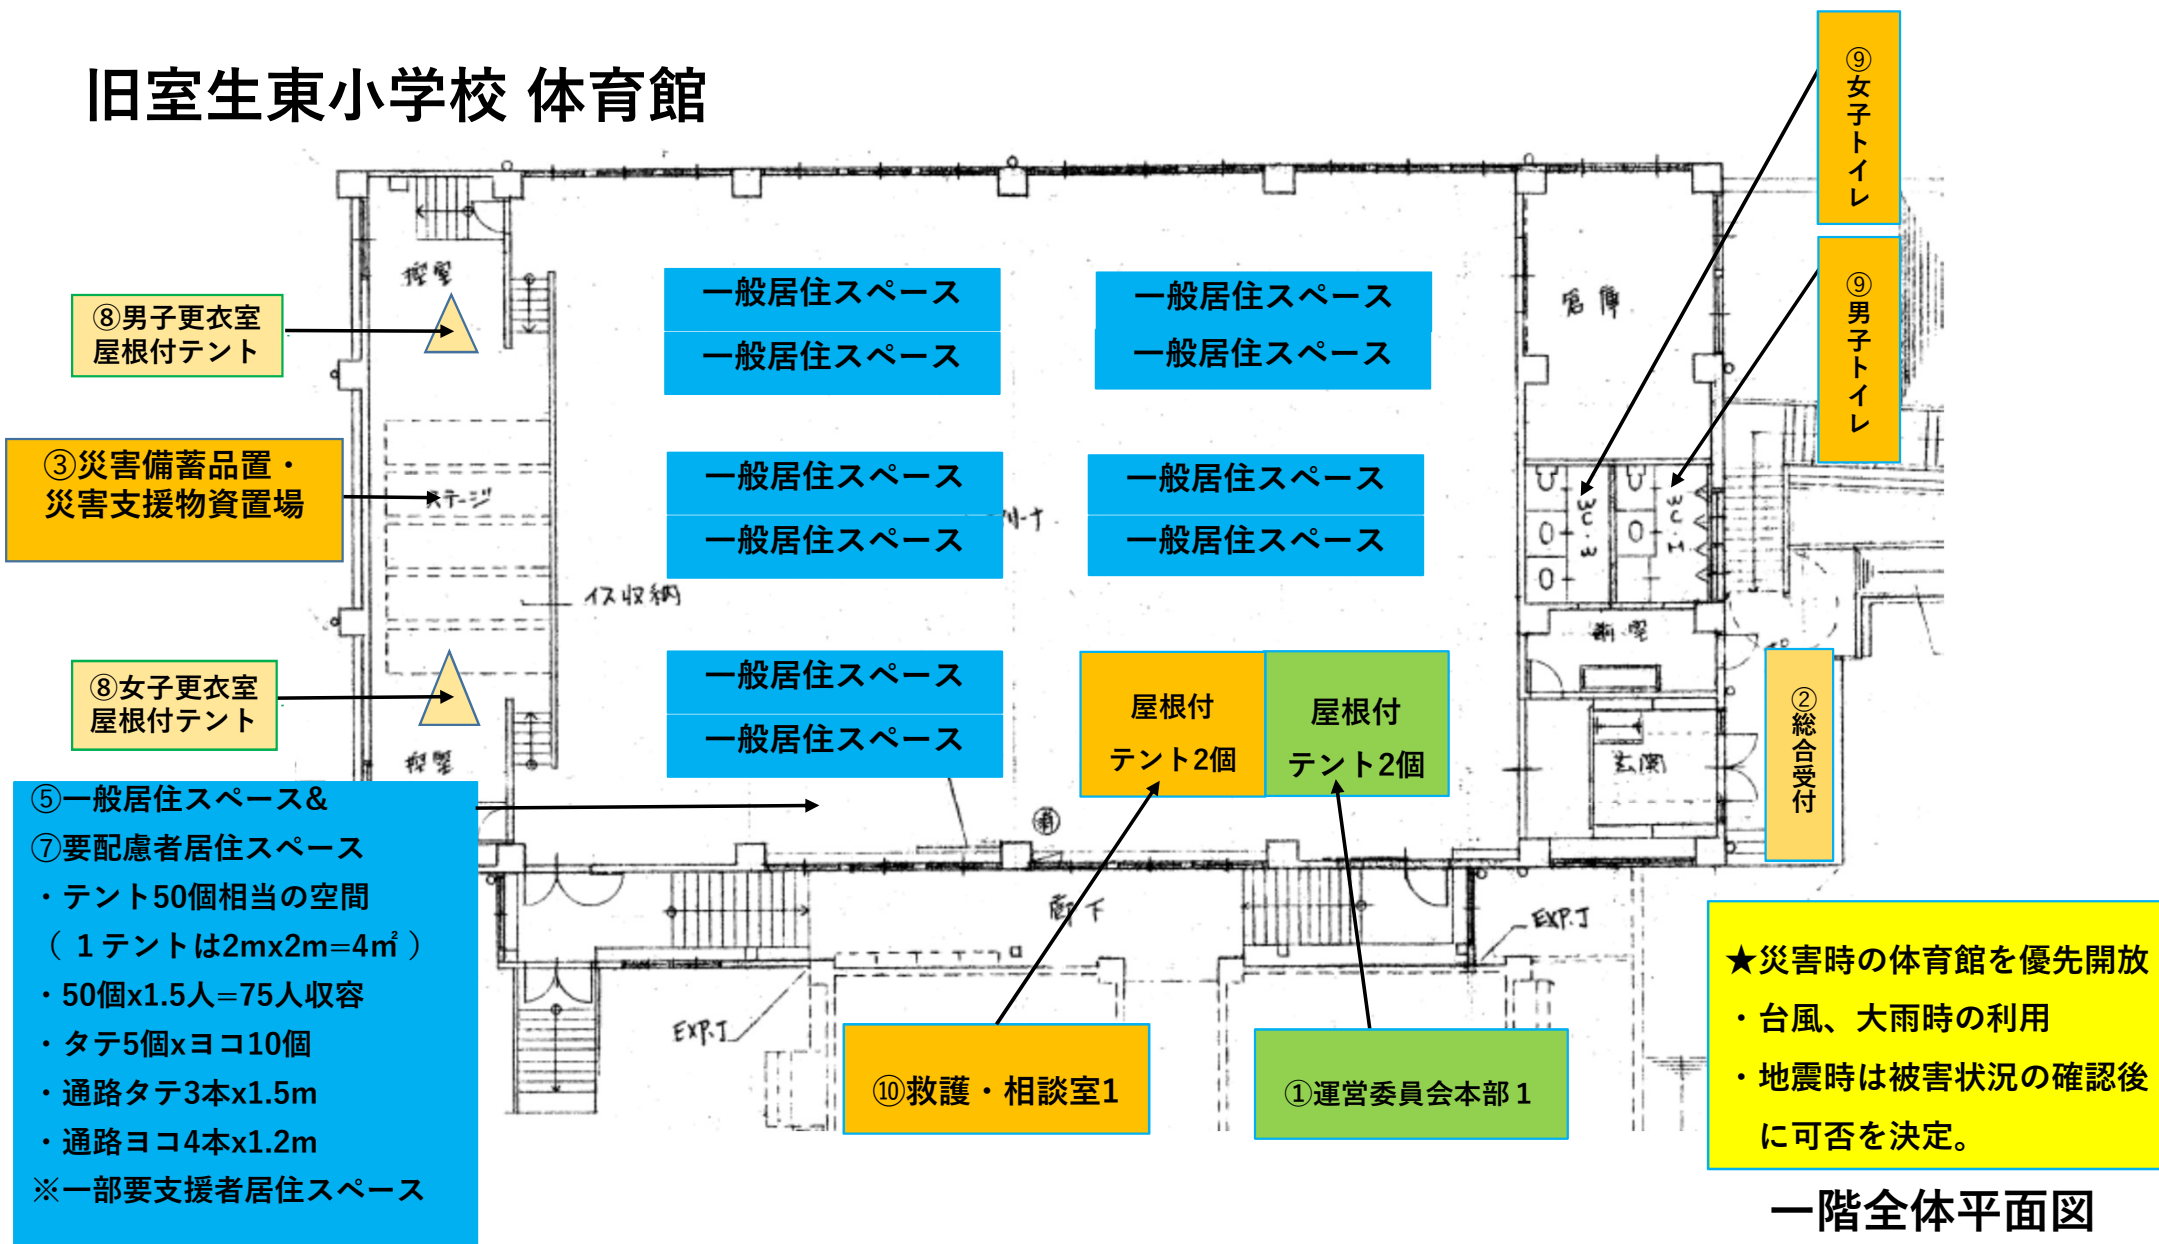 旧室生東小学校 体育館
⑨女子トイレ
⑨男子トイレ
控室
倉庫
⑧男子更衣室
屋根付テント
一般居住スペース
一般居住スペース
一般居住スペース
一般居住スペース
③災害備蓄品置・
災害支援物資置場
ステージ
一般居住スペース
一般居住スペース
一般居住スペース
一般居住スペース
WC・W
WC・M
イス収納
前室
⑧女子更衣室
屋根付テント
控室
一般居住スペース
一般居住スペース
屋根付
テント2個
屋根付
テント2個
玄関
②総合受付
⑤一般居住スペース&
⑦要配慮者居住スペース
・テント50個相当の空間
（ 1テントは2mx2m=4㎡ ）
・50個x1.5人=75人収容
・タテ5個xヨコ10個
・通路タテ3本x1.5m
・通路ヨコ4本x1.2m
※一部要支援者居住スペース
廊下
EXP.J
EXP.J
⑩救護・相談室1
①運営委員会本部１
★災害時の体育館を優先開放
・台風、大雨時の利用
・地震時は被害状況の確認後
に可否を決定。
一階全体平面図